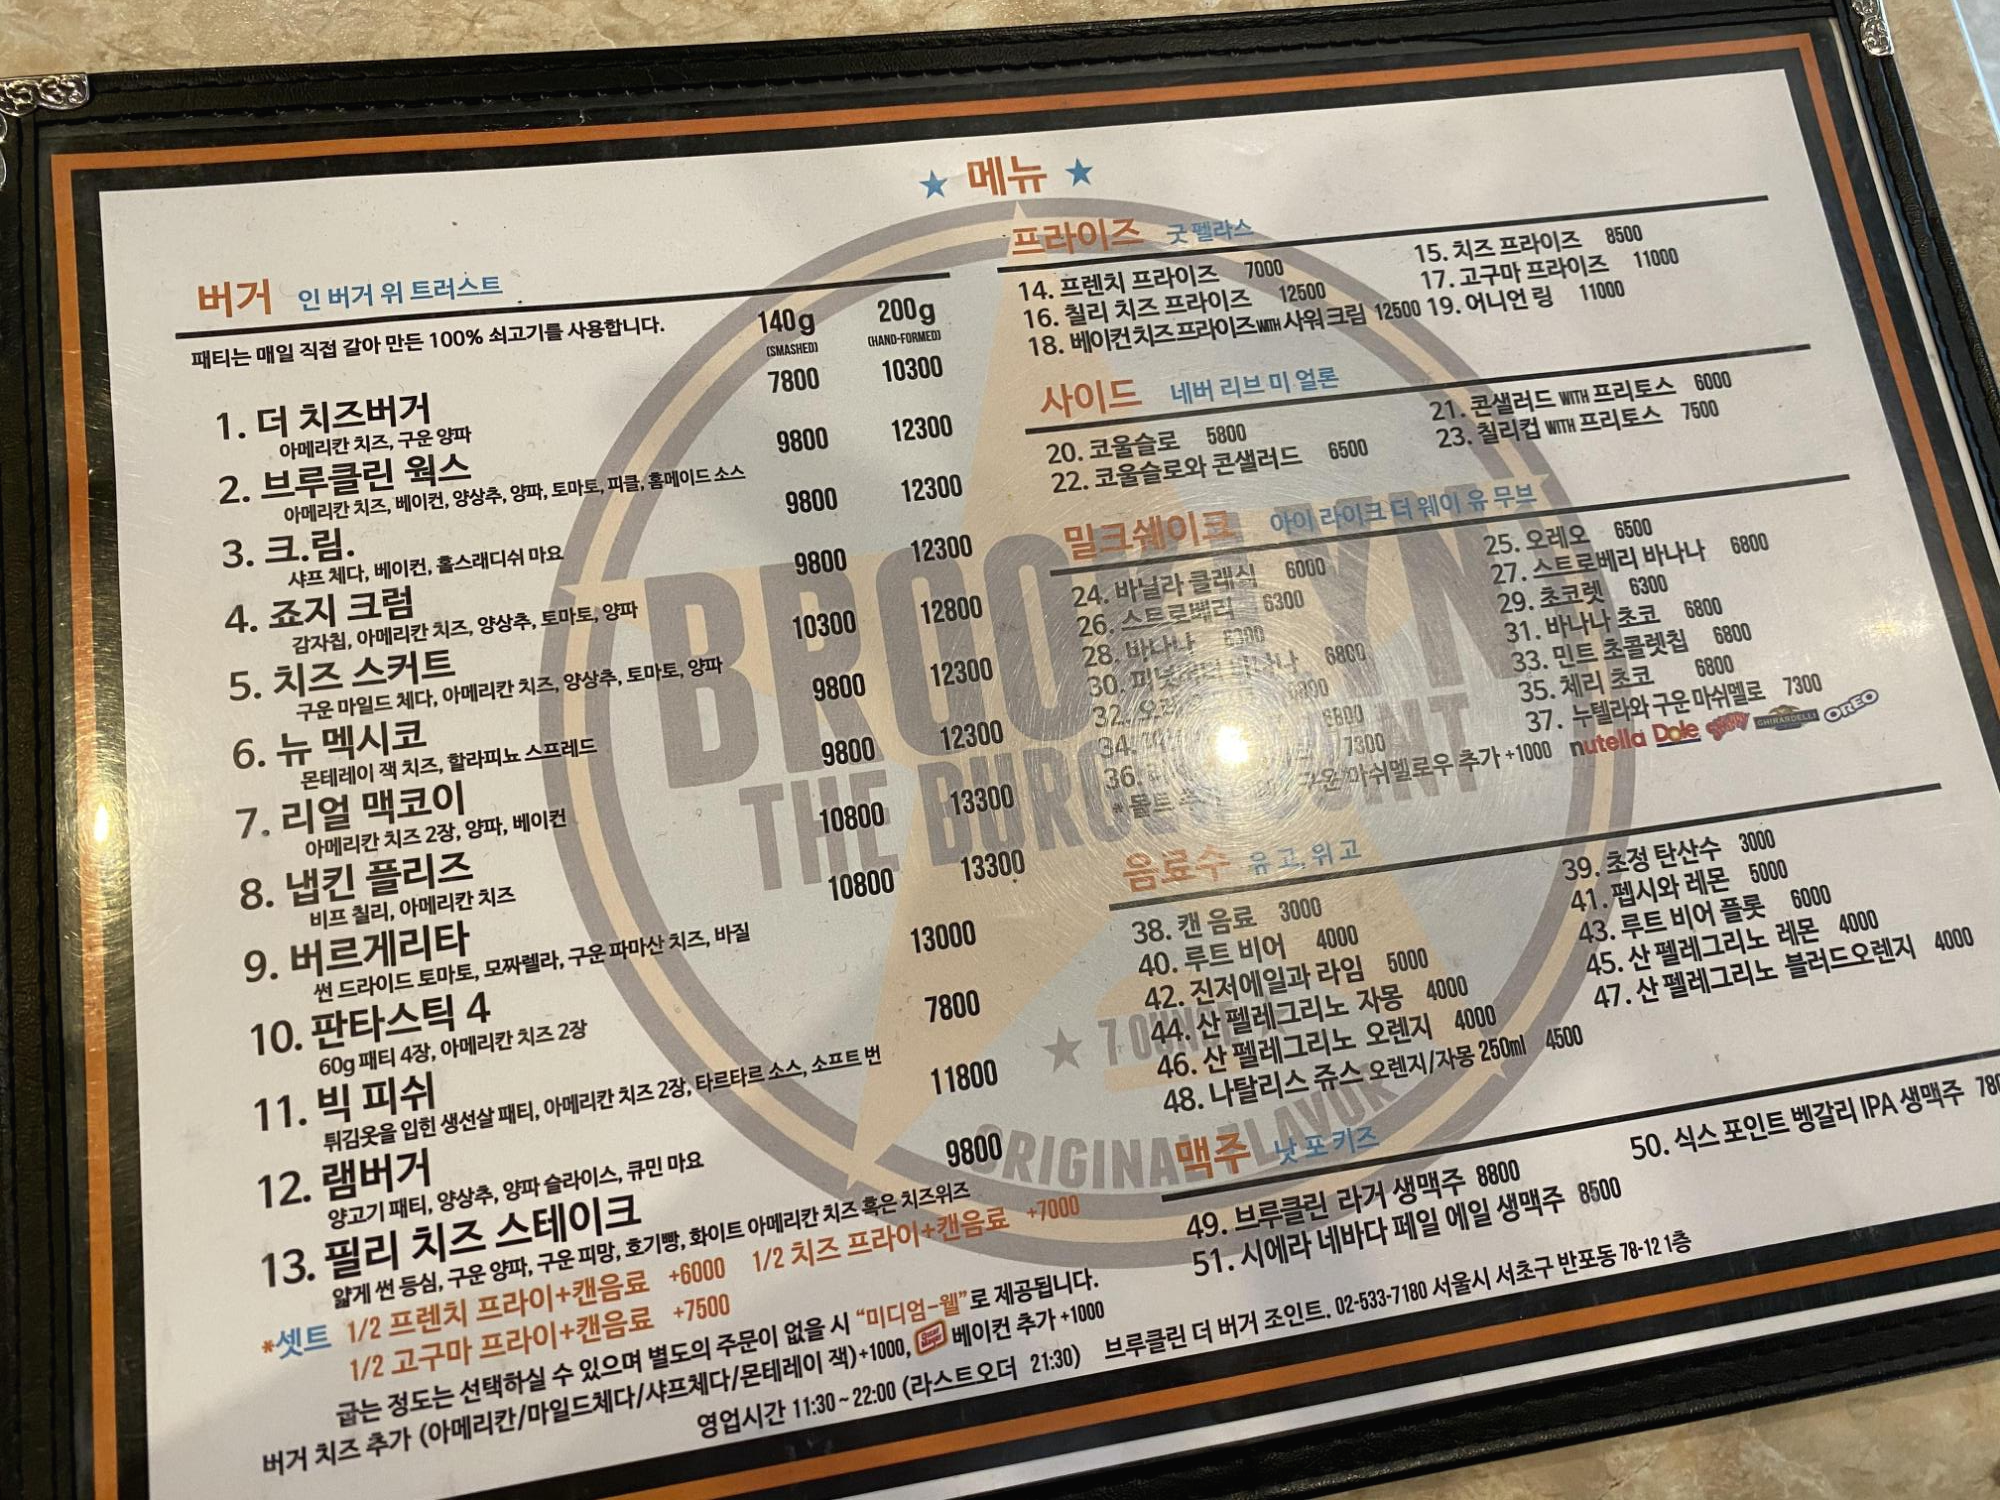 ★ 메뉴 ★
버거 인 버거 위 트러스트
패티는 매일 직접 갈아 만든 100% 쇠고기를 사용합니다.
140g 200g
(SMASHED) (HAND-FORMED)
1. 더 치즈버거 7800 10300
아메리칸 치즈, 구운 양파
2. 브루클린 웍스 9800 12300
아메리칸 치즈, 베이컨, 양상추, 양파, 토마토, 피클, 홈메이드 소스
3. 크.림. 9800 12300
샤프 체다, 베이컨, 홀스래디쉬 마요
4. 죠지 크럼 9800 12300
감자칩, 아메리칸 치즈, 양상추, 토마토, 양파
5. 치즈 스커트 10300 12800
구운 마일드 체다, 아메리칸 치즈, 양상추, 토마토, 양파
6. 뉴 멕시코 9800 12300
몬테레이 잭 치즈, 할라피뇨 스프레드
7. 리얼 맥코이 9800 12300
아메리칸 치즈 2장, 양파, 베이컨
8. 냅킨 플리즈 10800 13300
비프 칠리, 아메리칸 치즈
9. 버르게리타 10800 13300
썬 드라이드 토마토, 모짜렐라, 구운 파마산 치즈, 바질
10. 판타스틱 4 13000
60g 패티 4장, 아메리칸 치즈 2장
11. 빅 피쉬 7800
튀김옷을 입힌 생선살 패티, 아메리칸 치즈 2장, 타르타르 소스, 소프트 번
12. 램버거 11800
양고기 패티, 양상추, 양파 슬라이스, 큐민 마요
13. 필리 치즈 스테이크 9800
얇게 썬 등심, 구운 양파, 구운 피망, 호기빵, 화이트 아메리칸 치즈 혹은 치즈위즈
*셋트 1/2 프렌치 프라이+캔음료 +6000 1/2 치즈 프라이+캔음료 +7000
1/2 고구마 프라이+캔음료 +7500
굽는 정도는 선택하실 수 있으며 별도의 주문이 없을 시 “미디엄-웰”로 제공됩니다.
버거 치즈 추가 (아메리칸/마일드체다/샤프체다/몬테레이 잭)+1000, 베이컨 추가 +1000
프라이즈 굿 펠라스
14. 프렌치 프라이즈 7000 15. 치즈 프라이즈 8500
16. 칠리 치즈 프라이즈 12500 17. 고구마 프라이즈 11000
18. 베이컨치즈프라이즈WITH사워크림 12500 19. 어니언 링 11000
사이드 네버 리브 미 얼론
20. 코울슬로 5800 21. 콘샐러드 WITH 프리토스 6000
22. 코울슬로와 콘샐러드 6500 23. 칠리컵 WITH 프리토스 7500
밀크쉐이크 아이 라이크 더 웨이 유 무브
24. 바닐라 클래식 6000 25. 오레오 6500
26. 스트로베리 6300 27. 스트로베리 바나나 6800
28. 바나나 6300 29. 초코렛 6300
30. 바나나 6800 31. 바나나 초코 6800
32. 33. 민트 초콜렛칩 6800
34. 6800 35. 체리 초코 6800
36. 7300 37. 누텔라와 구운 마쉬멜로 7300
*몰트 구운 마쉬멜로우 추가 +1000 nutella Dole GHIRARDELLI OREO
음료수 유 고, 위 고
38. 캔 음료 3000 39. 초정 탄산수 3000
40. 루트 비어 4000 41. 펩시와 레몬 5000
42. 진저에일과 라임 5000 43. 루트 비어 플롯 6000
44. 산 펠레그리노 자몽 4000 45. 산 펠레그리노 레몬 4000
46. 산 펠레그리노 오렌지 4000 47. 산 펠레그리노 블러드오렌지 4000
48. 나탈리스 쥬스 오렌지/자몽 250ml 4500
맥주 낫 포 키즈
49. 브루클린 라거 생맥주 8800 50. 식스 포인트 벵갈리 IPA 생맥주
51. 시에라 네바다 페일 에일 생맥주 8500
영업시간 11:30 ~ 22:00 (라스트오더 21:30) 브루클린 더 버거 조인트. 02-533-7180 서울시 서초구 반포동 78-12 1층
BROOKLYN
THE BURGER JOINT
★ 7 OUNCE
ORIGINAL FLAVOR